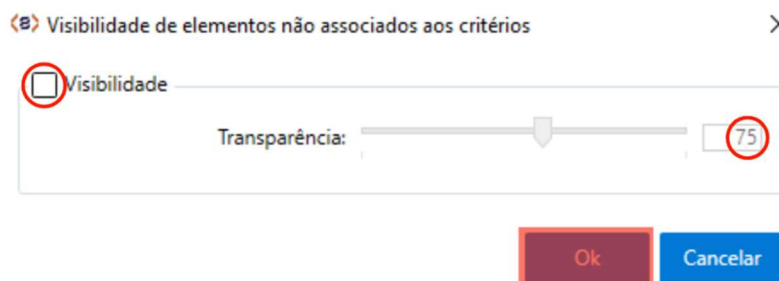 Visibilidade de elementos não associados aos critérios
Visibilidade
Transparência:
75
Ok
Cancelar